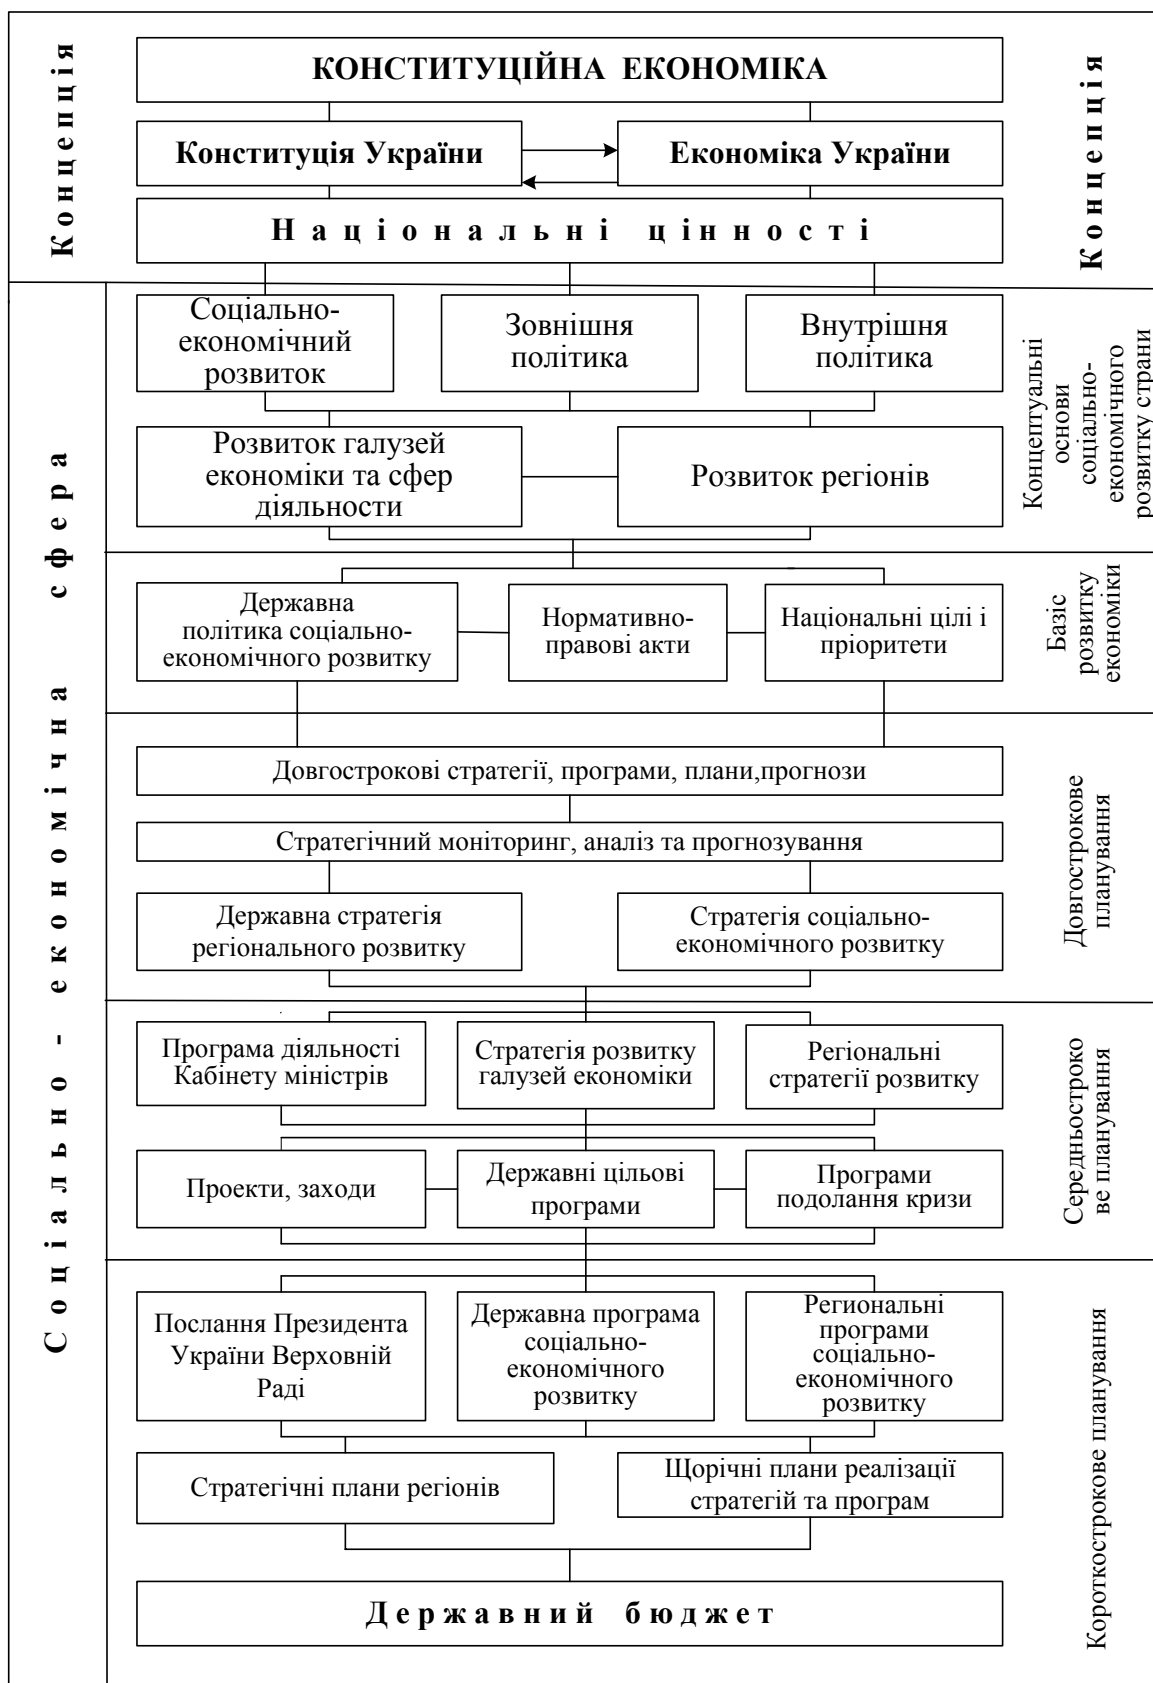 Концепція
КОНСТИТУЦІЙНА ЕКОНОМІКА
Концепція
Конституція України
Економіка України
Національні цінності
Соціально - економічна сфера
Соціально-
економічний
розвиток
Зовнішня
політика
Внутрішня
політика
Концептуальні
основи
соціально-
економічного
розвитку страни
Розвиток галузей
економіки та сфер
діяльности
Розвиток регіонів
Державна
політика соціально-
економічного розвитку
Нормативно-
правові акти
Національні цілі і
пріоритети
Базіс
розвитку
економіки
Довгострокові стратегії, програми, плани,прогнози
Стратегічний моніторинг, аналіз та прогнозування
Державна стратегія
регіонального розвитку
Стратегія соціально-
економічного розвитку
Довгострокове
планування
Програма діяльності
Кабінету міністрів
Стратегія розвитку
галузей економіки
Регіональні
стратегії розвитку
Середньостроко
ве планування
Проекти, заходи
Державні цільові
програми
Програми
подолання кризи
Послання Президента
України Верховній
Раді
Державна програма
соціально-
економічного
розвитку
Региональні
програми
соціально-
економічного
розвитку
Короткострокове планування
Стратегічні плани регіонів
Щорічні плани реалізації
стратегій та програм
Державний бюджет